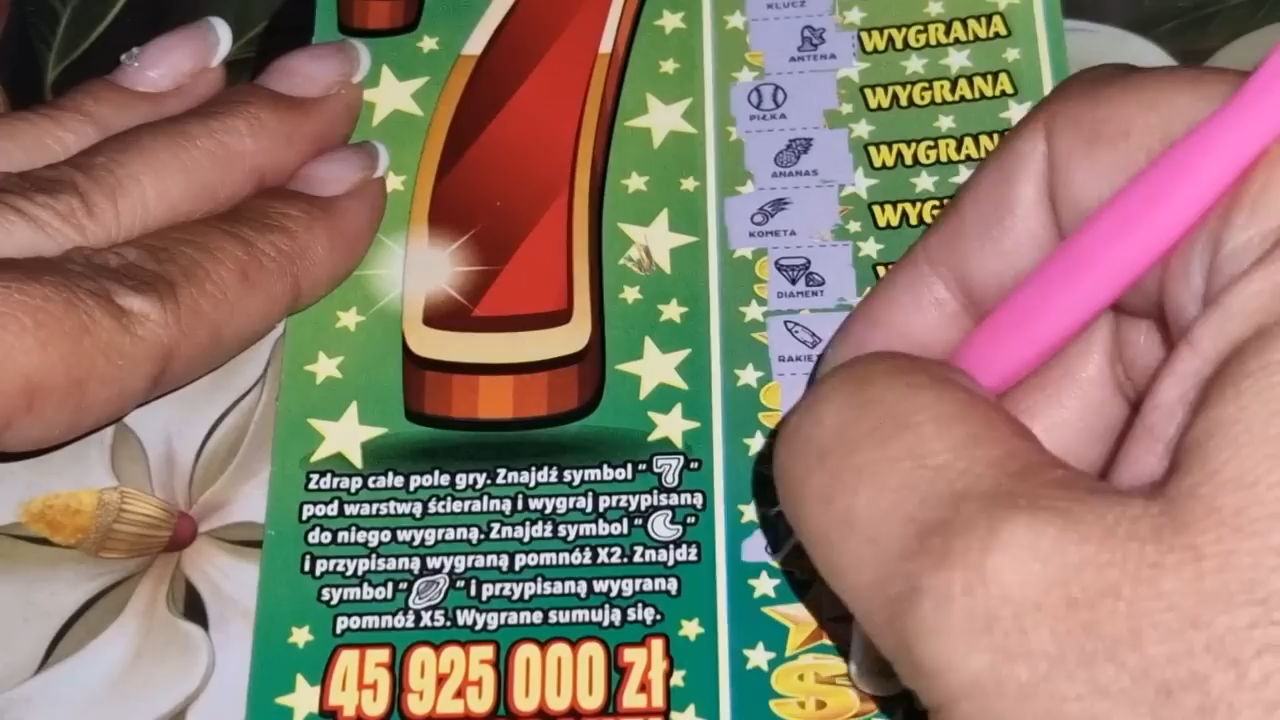 KLUCZ
ANTENA
WYGRANA
PIŁKA
WYGRANA
ANANAS
WYGRANA
KOMETA
DIAMENT
Zdrap całe pole gry. Znajdź symbol " 7 "
pod warstwą ścieralną i wygraj przypisaną
do niego wygraną. Znajdź symbol " "
i przypisaną wygraną pomnóż X2. Znajdź
symbol " " i przypisaną wygraną
pomnóż X5. Wygrane sumują się.
45 925 000 zł